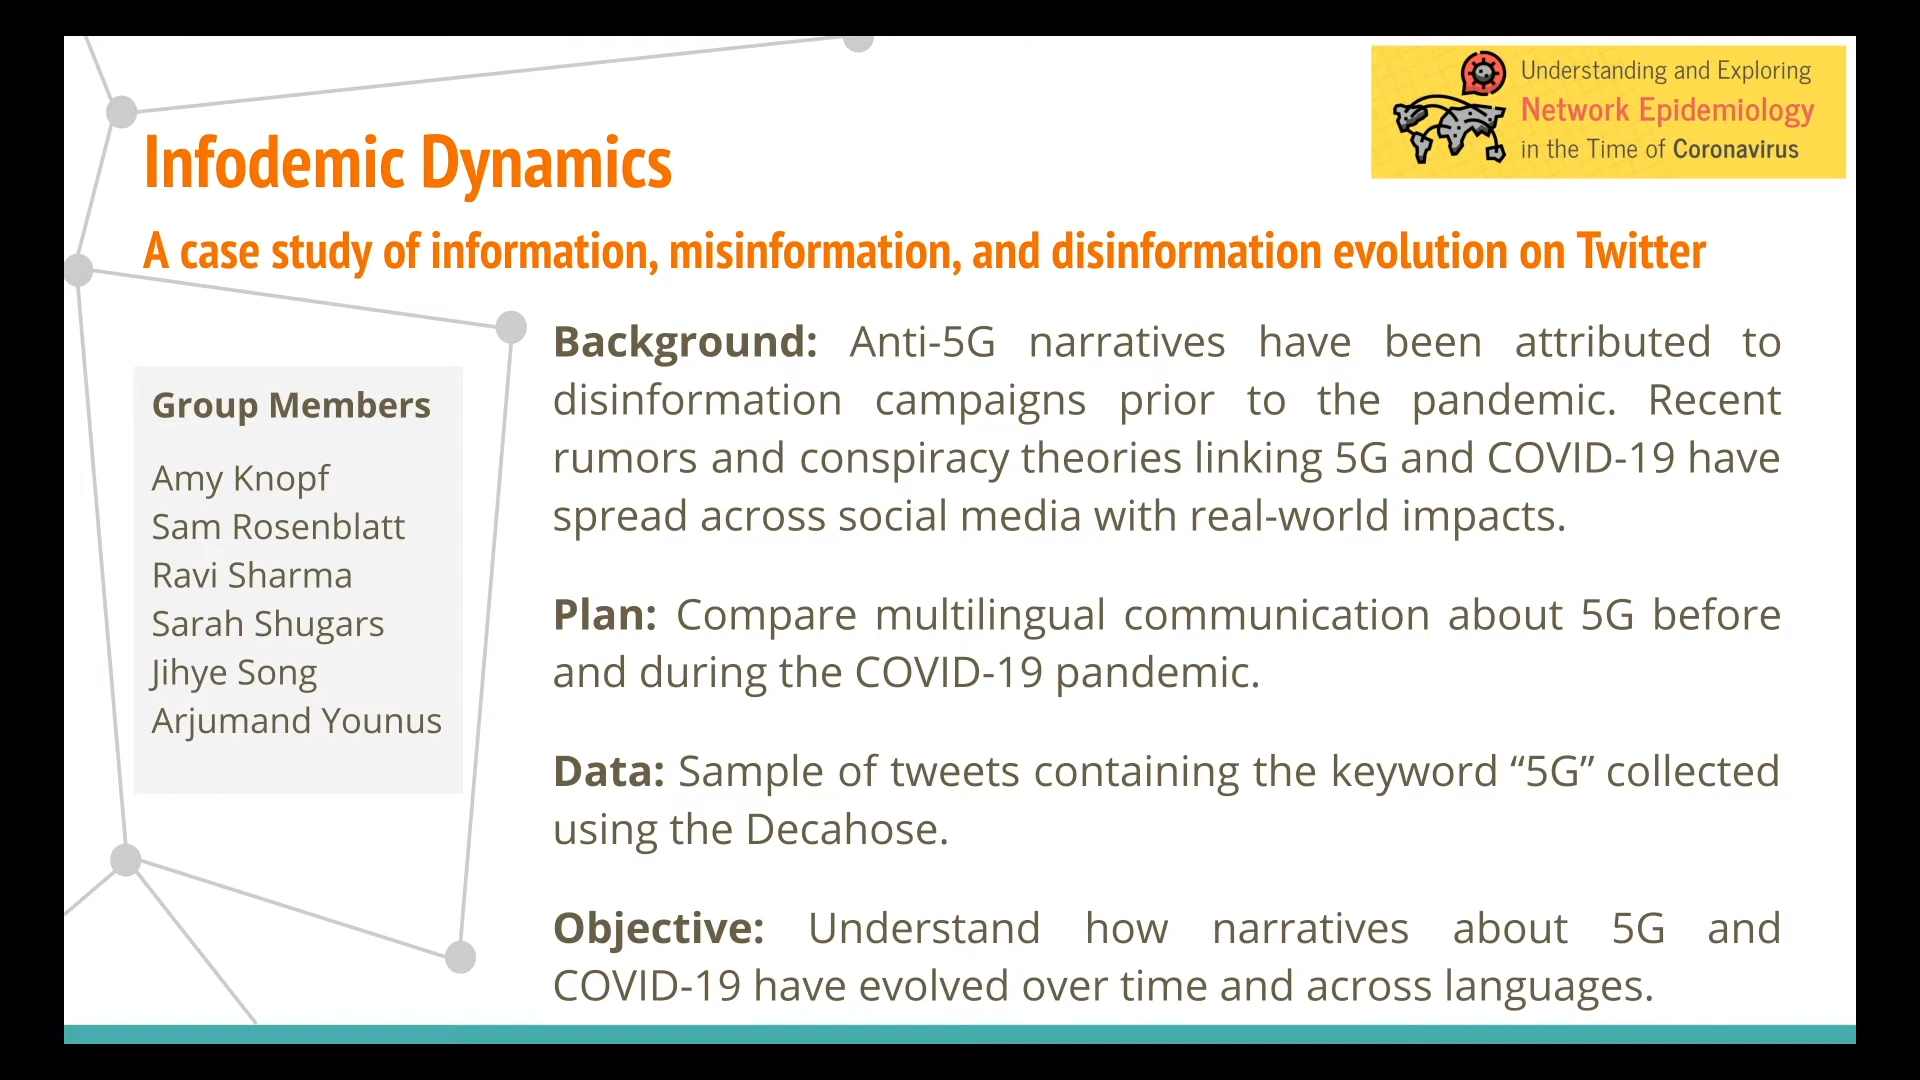 Understanding and Exploring
Network Epidemiology
in the Time of Coronavirus
Infodemic Dynamics
A case study of information, misinformation, and disinformation evolution on Twitter
Group Members
Amy Knopf
Sam Rosenblatt
Ravi Sharma
Sarah Shugars
Jihye Song
Arjumand Younus
Background: Anti-5G narratives have been attributed to
disinformation campaigns prior to the pandemic. Recent
rumors and conspiracy theories linking 5G and COVID-19 have
spread across social media with real-world impacts.
Plan: Compare multilingual communication about 5G before
and during the COVID-19 pandemic.
Data: Sample of tweets containing the keyword “5G” collected
using the Decahose.
Objective: Understand how narratives about 5G and
COVID-19 have evolved over time and across languages.